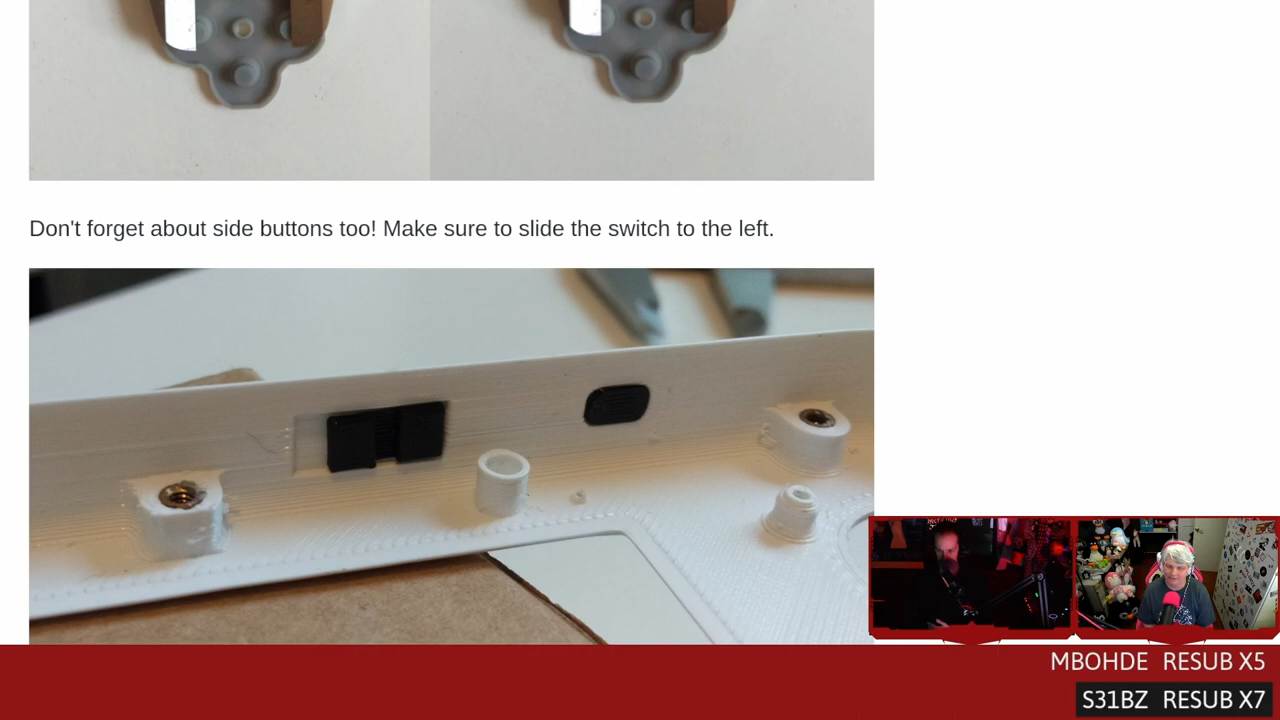 Don't forget about side buttons too! Make sure to slide the switch to the left.
MBOHDE RESUB X5
S31BZ RESUB X7